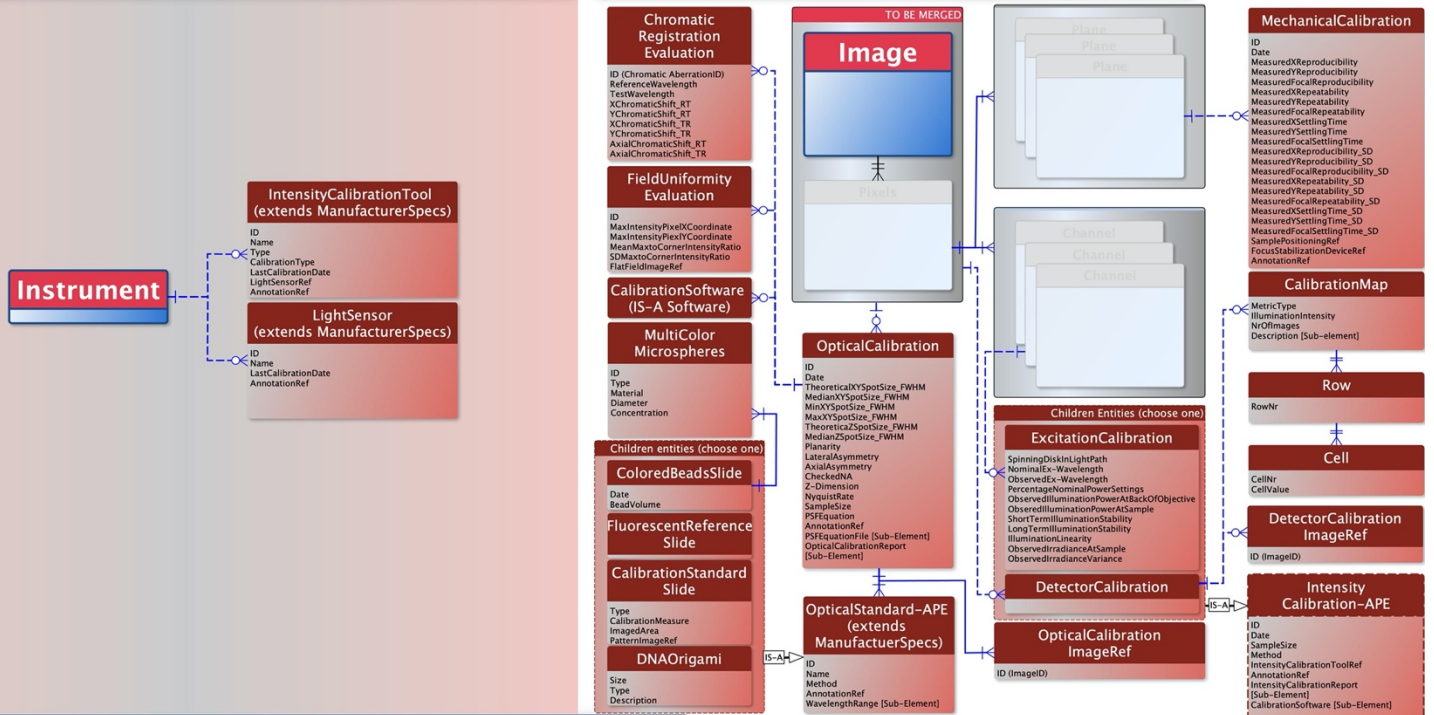 Instrument
IntensityCalibrationTool
(extends ManufacturerSpecs)
ID
Name
Type
CalibrationType
LastCalibrationDate
LightSensorRef
AnnotationRef
LightSensor
(extends ManufacturerSpecs)
ID
Name
LastCalibrationDate
AnnotationRef
Chromatic
Registration
Evaluation
ID (Chromatic AberrationID)
ReferenceWavelength
TestWavelength
XChromaticShift_RT
YChromaticShift_RT
XChromaticShift_TR
YChromaticShift_TR
AxialChromaticShift_RT
AxialChromaticShift_TR
FieldUniformity
Evaluation
ID
MaxIntensityPixelXCoordinate
MaxIntensityPiexlYCoordinate
MeanMaxtoCornerIntensityRatio
SDMaxtoCornerIntensityRatio
FlatFieldImageRef
CalibrationSoftware
(IS-A Software)
MultiColor
Microspheres
ID
Type
Material
Diameter
Concentration
Children entities (choose one)
ColoredBeadsSlide
Date
BeadVolume
FluorescentReference
Slide
CalibrationStandard
Slide
Type
CalibrationMeasure
ImagedArea
PatternImageRef
DNAOrigami
Size
Type
Description
IS-A
TO BE MERGED
Image
Pixels
OpticalCalibration
ID
Date
TheoreticalXYSpotSize_FWHM
MedianXYSpotSize_FWHM
MinXYSpotSize_FWHM
MaxXYSpotSize_FWHM
TheoreticaZSpotSize_FWHM
MedianZSpotSize_FWHM
Planarity
LateralAsymmetry
AxialAsymmetry
CheckedNA
Z-Dimension
NyquistRate
SampleSize
PSFEquation
AnnotationRef
PSFEquationFile [Sub-Element]
OpticalCalibrationReport
[Sub-Element]
OpticalStandard-APE
(extends
ManufactuerSpecs)
ID
Name
Method
AnnotationRef
WavelengthRange [Sub-Element]
Plane
Plane
Plane
Channel
Channel
Channel
Children Entities (choose one)
ExcitationCalibration
SpinningDiskInLightPath
NominalEx-Wavelength
ObservedEx-Wavelength
PercentageNominalPowerSettings
ObservedIlluminationPowerAtBackOfObjective
ObseredIlluminationPowerAtSample
ShortTermIlluminationStability
LongTermIlluminationStability
IlluminationLinearity
ObservedIrradianceAtSample
ObservedIrradianceVariance
DetectorCalibration
IS-A
OpticalCalibration
ImageRef
ID (ImageID)
MechanicalCalibration
ID
Date
MeasuredXReproducibility
MeasuredYReproducibility
MeasuredFocalReproducibility
MeasuredXRepeatability
MeasuredYRepeatability
MeasuredFocalRepeatability
MeasuredXSettlingTime
MeasuredYSettlingTime
MeasuredFocalSettlingTime
MeasuredXReproducibility_SD
MeasuredYReproducibility_SD
MeasuredFocalReproducibility_SD
MeasuredXRepeatability_SD
MeasuredYRepeatability_SD
MeasuredFocalRepeatability_SD
MeasuredXSettlingTime_SD
MeasuredYSettlingTime_SD
MeasuredFocalSettlingTime_SD
SamplePositioningRef
FocusStabilizationDeviceRef
AnnotationRef
CalibrationMap
MetricType
IlluminationIntensity
NrOfImages
Description [Sub-element]
Row
RowNr
Cell
CellNr
CellValue
DetectorCalibration
ImageRef
ID (ImageID)
Intensity
Calibration-APE
ID
Date
SampleSize
Method
IntensityCalibrationToolRef
AnnotationRef
IntensityCalibrationReport
[Sub-Element]
CalibrationSoftware [Sub-Element]